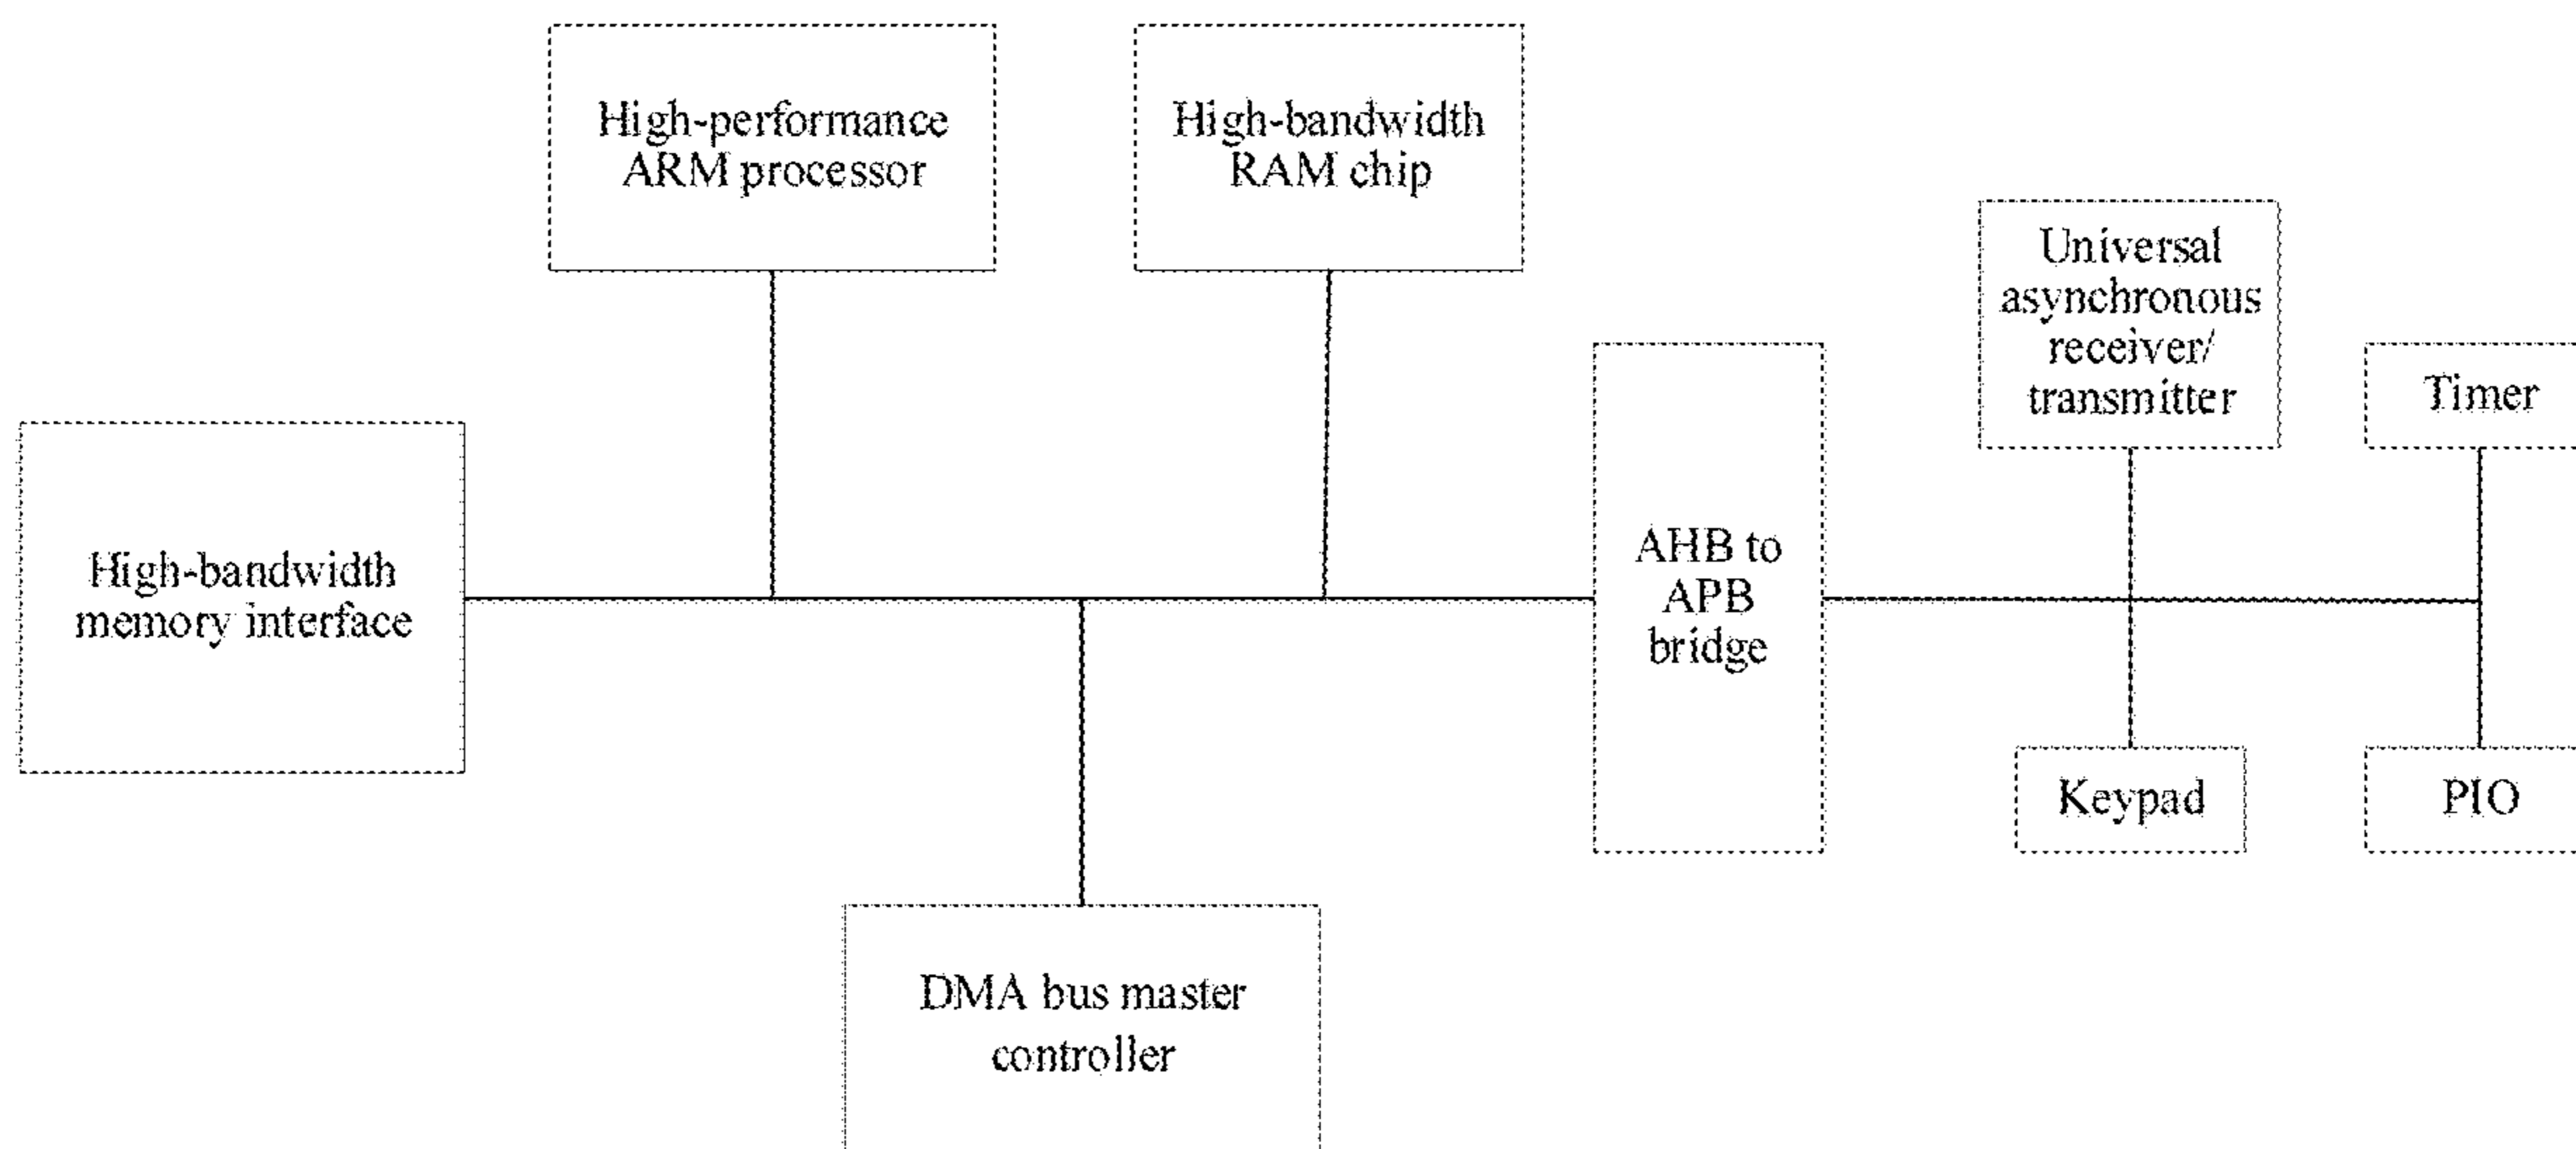 High-performance
ARM processor
High-bandwidth
RAM chip
Universal
asynchronous
receiver/
transmitter
Timer
High-bandwidth
memory interface
AHB to
APB
bridge
Keypad
PIO
DMA bus master
controller